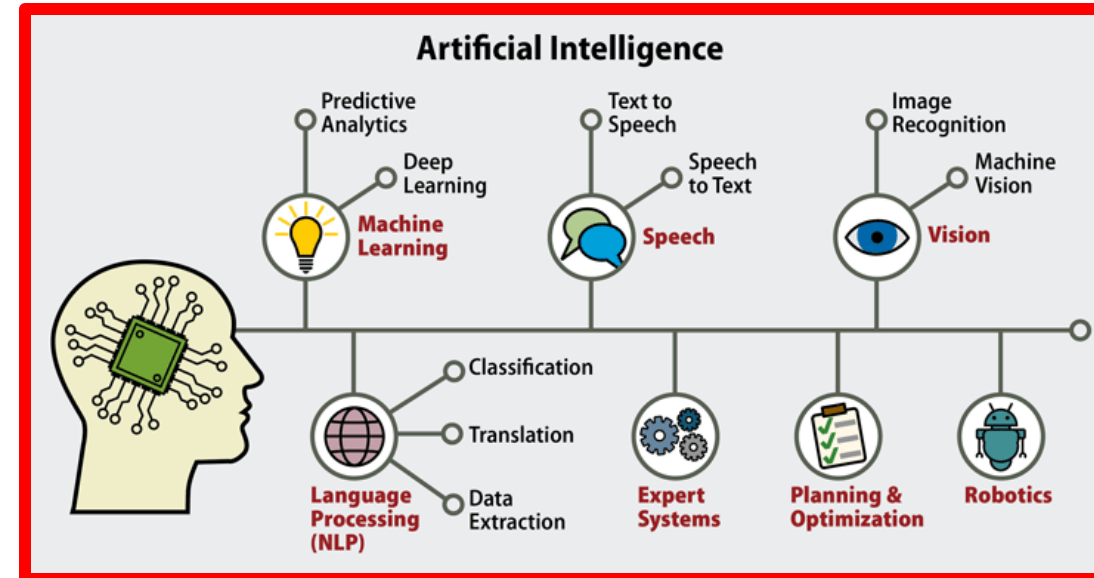 Artificial Intelligence
Predictive
Analytics
Deep
Learning
Machine
Learning
Text to
Speech
Speech
to Text
Speech
Image
Recognition
Machine
Vision
Vision
Classification
Translation
Data
Extraction
Language
Processing
(NLP)
Expert
Systems
Planning &
Optimization
Robotics